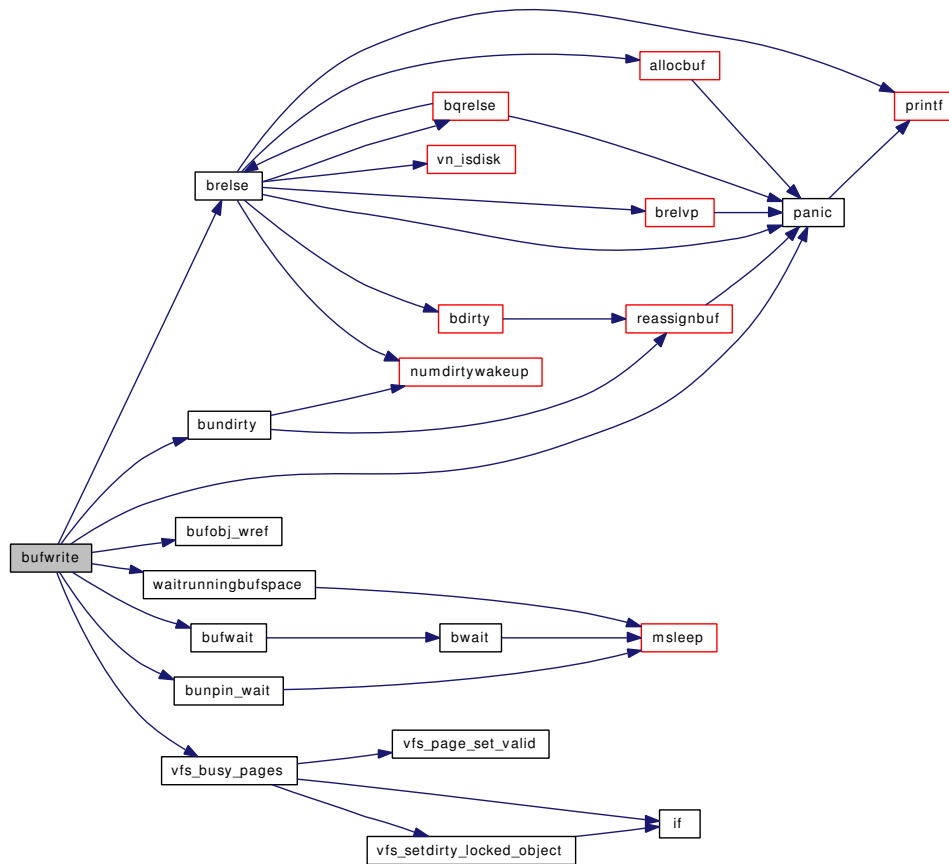 allocbuf
bqrelse
printf
vn_isdisk
brelse
brelvp
panic
bdirty
reassignbuf
numdirtywakeup
bundirty
bufobj_wref
bufwrite
waitrunningbufspace
bufwait
bwait
msleep
bunpin_wait
vfs_page_set_valid
vfs_busy_pages
if
vfs_setdirty_locked_object